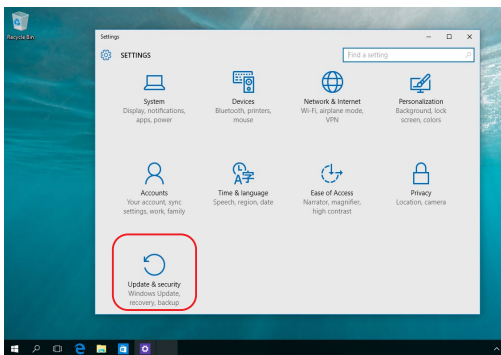 Recycle Bin
Settings
SETTINGS
Find a setting
System
Display, notifications,
apps, power
Devices
Bluetooth, printers,
mouse
Network & Internet
Wi-Fi, airplane mode,
VPN
Personalization
Background, lock
screen, colors
Accounts
Your account, sync
settings, work, family
A字
Time & language
Speech, region, date
Ease of Access
Narrator, magnifier,
high contrast
Privacy
Location, camera
Update & security
Windows Update,
recovery, backup